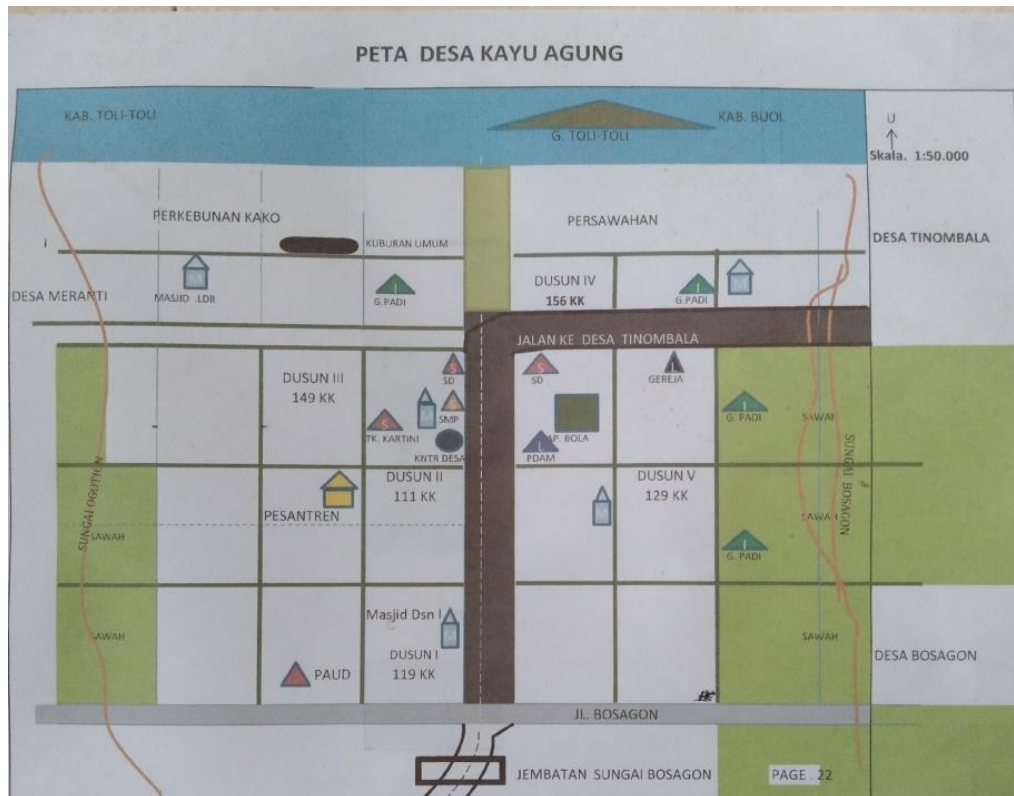 PETA DESA KAYU AGUNG
KAB. TOLI-TOLI
G. TOLI-TOLI
KAB. BUOL
U
Skala. 1:50.000
PERKEBUNAN KAKO
KUBURAN UMUM
PERSAWAHAN
DESA TINOMBALA
DESA MERANTI
M
MASJID .LDII
I
G.PADI
DUSUN IV
156 KK
I
G.PADI
M
JALAN KE DESA TINOMBALA
DUSUN III
149 KK
S
SD
M
S
SMP
S
TK. KARTINI
KNTR DESA
S
SD
L
GEREJA
AP. BOLA
L
PDAM
I
G. PADI
SAWAH
SUNGAI OGOTION
SUNGAI BOSAGON
DUSUN II
111 KK
PESANTREN
DUSUN V
129 KK
M
SAWAH
SAWAH
I
G. PADI
Masjid Dsn I
M
SAWAH
DUSUN I
119 KK
PAUD
SAWAH
DESA BOSAGON
JL. BOSAGON
JEMBATAN SUNGAI BOSAGON
PAGE . 22